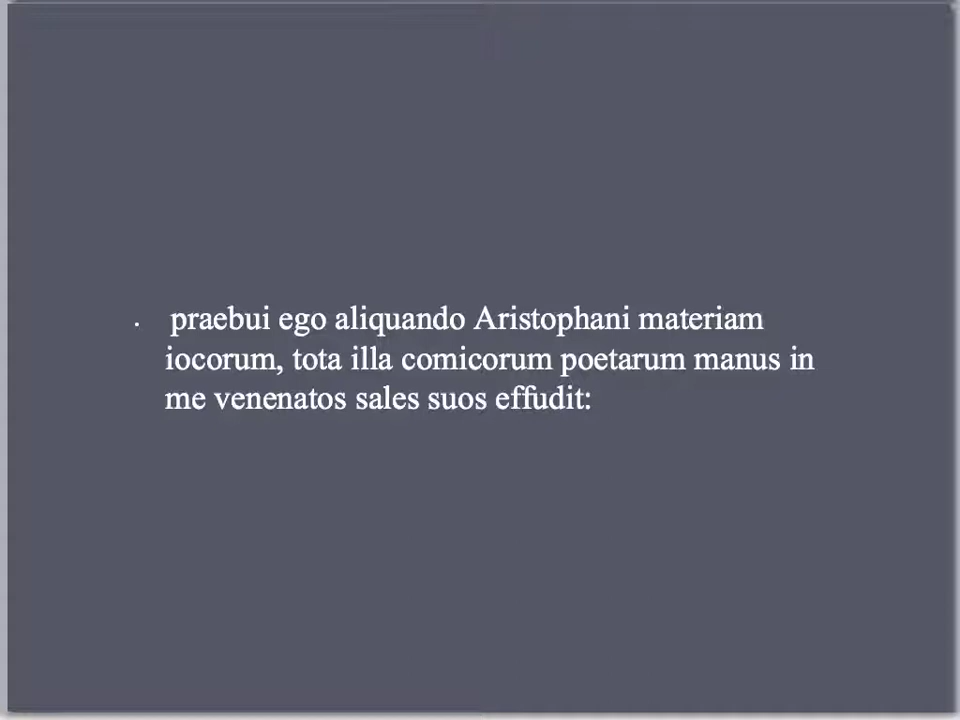 · praebui ego aliquando Aristophani materiam
iocorum, tota illa comicorum poetarum manus in
me venenatos sales suos effudit: